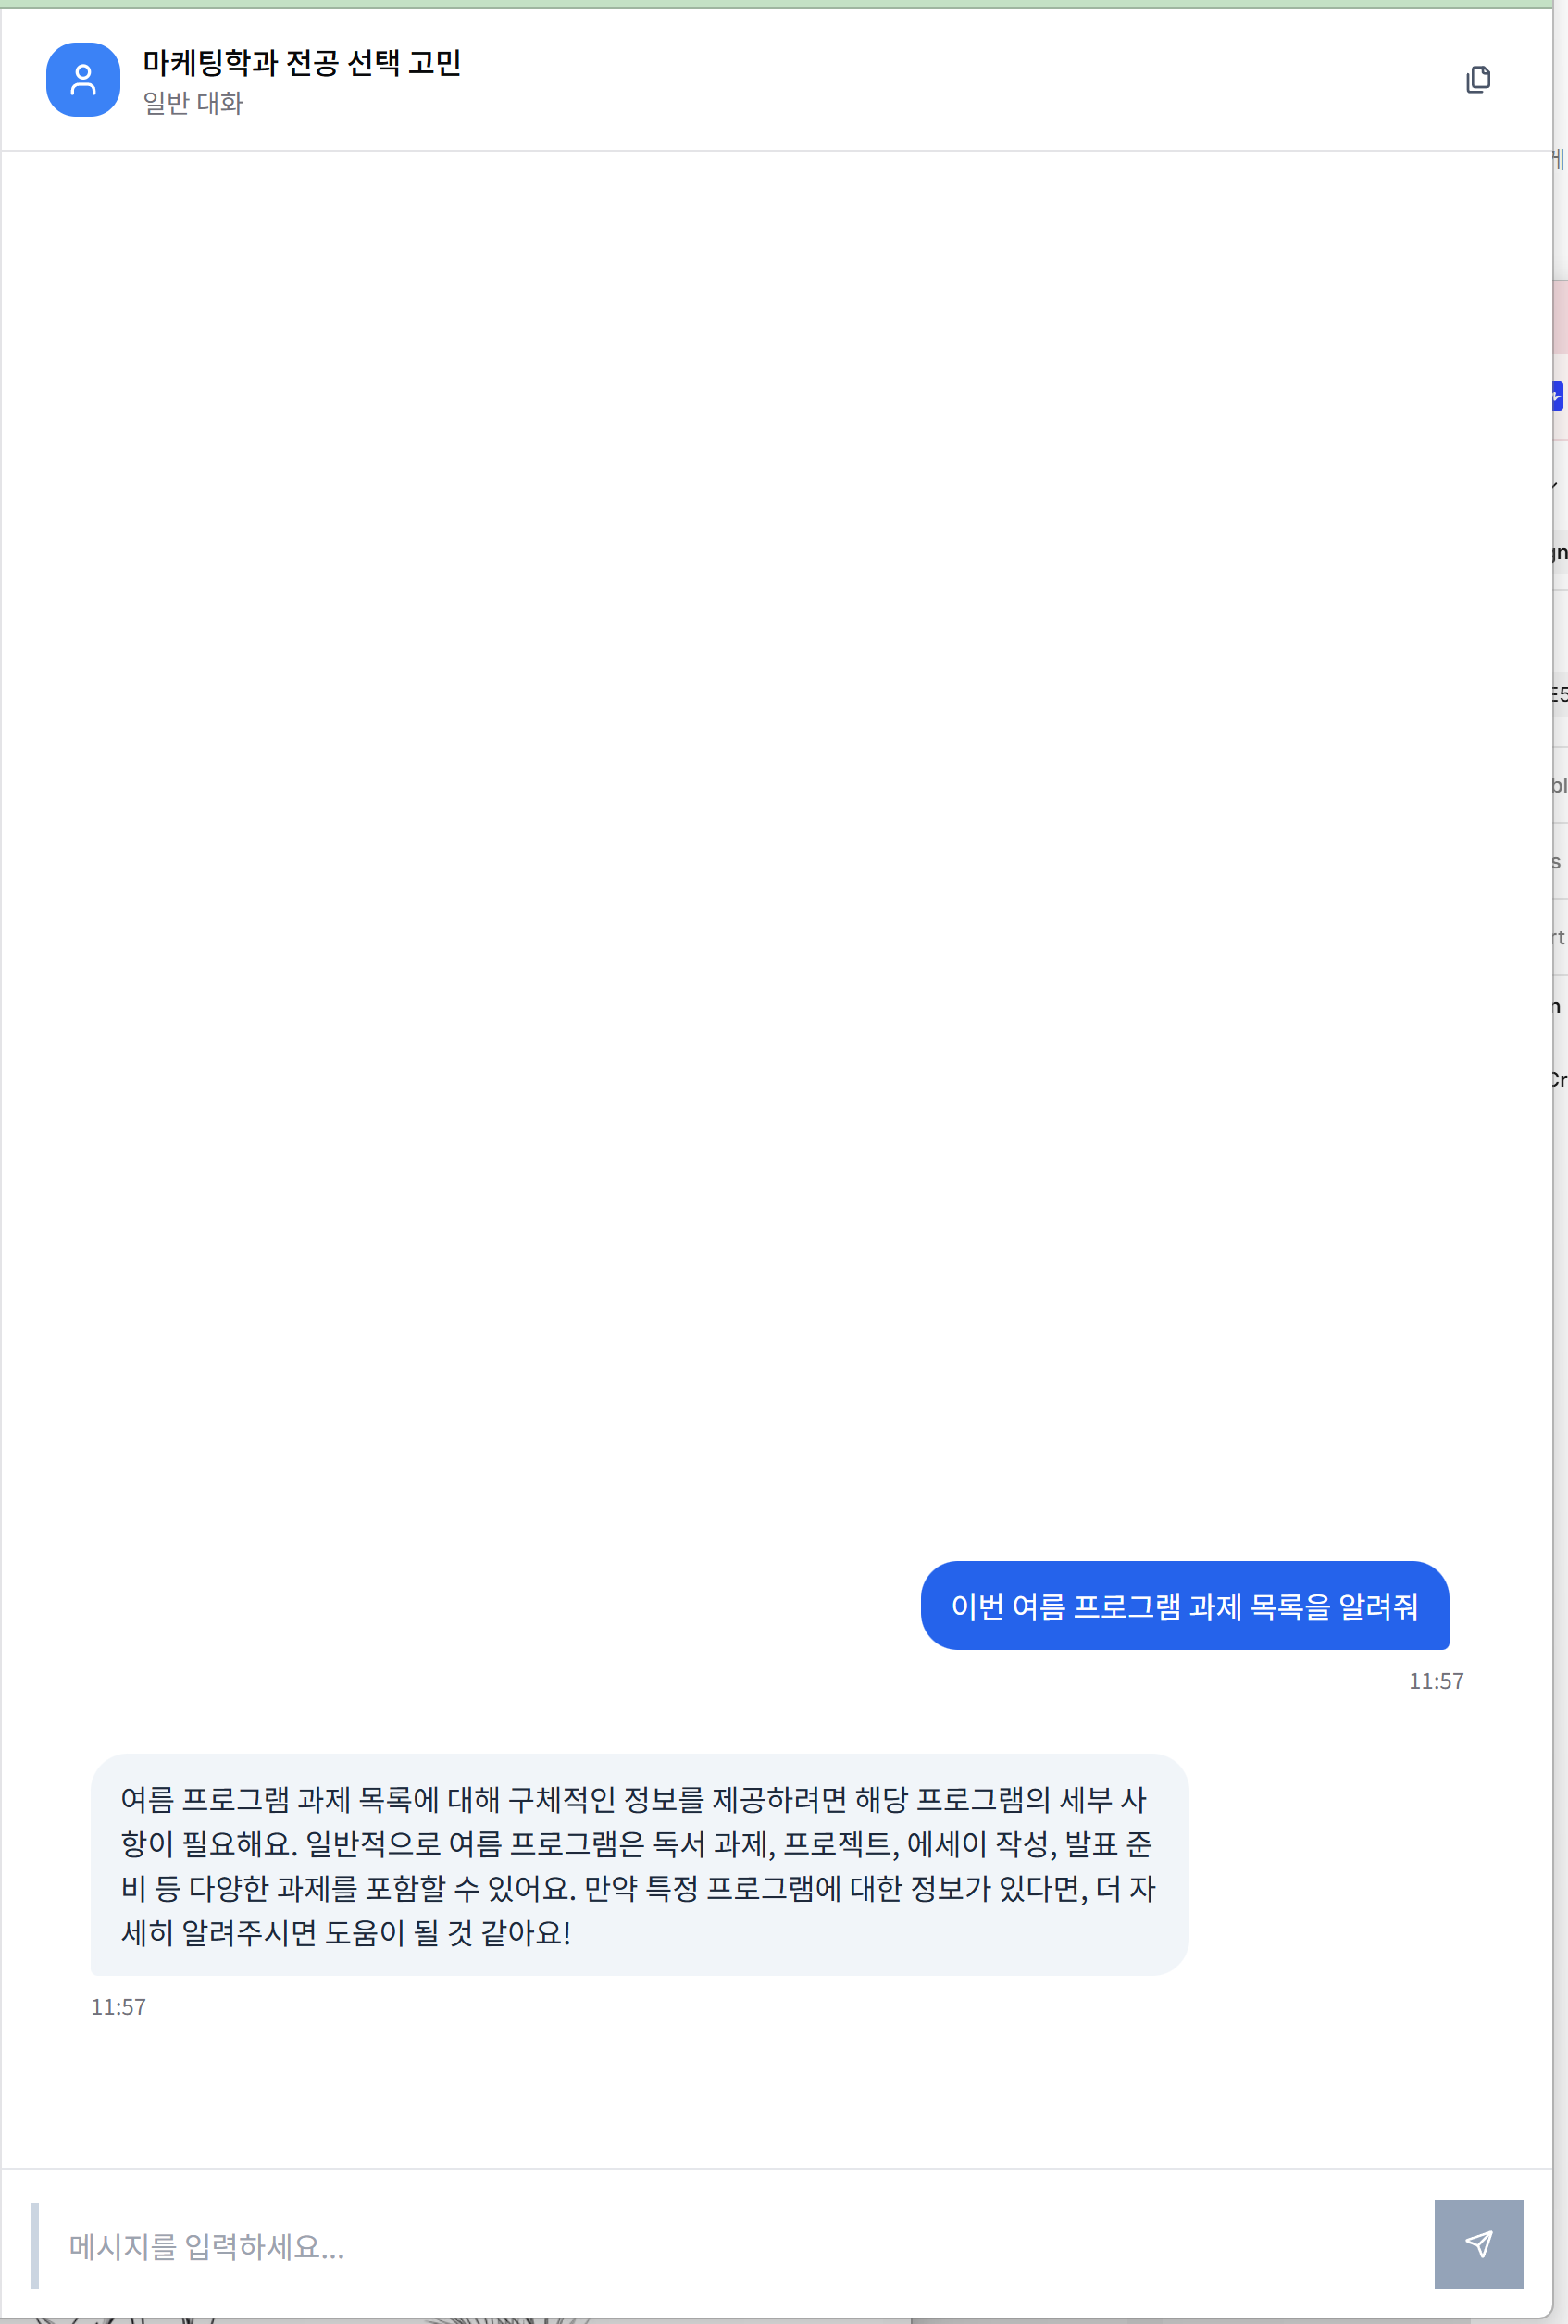 마케팅학과 전공 선택 고민
일반 대화
이번 여름 프로그램 과제 목록을 알려줘
11:57
여름 프로그램 과제 목록에 대해 구체적인 정보를 제공하려면 해당 프로그램의 세부 사
항이 필요해요. 일반적으로 여름 프로그램은 독서 과제, 프로젝트, 에세이 작성, 발표 준
비 등 다양한 과제를 포함할 수 있어요. 만약 특정 프로그램에 대한 정보가 있다면, 더 자
세히 알려주시면 도움이 될 것 같아요!
11:57
메시지를 입력하세요...